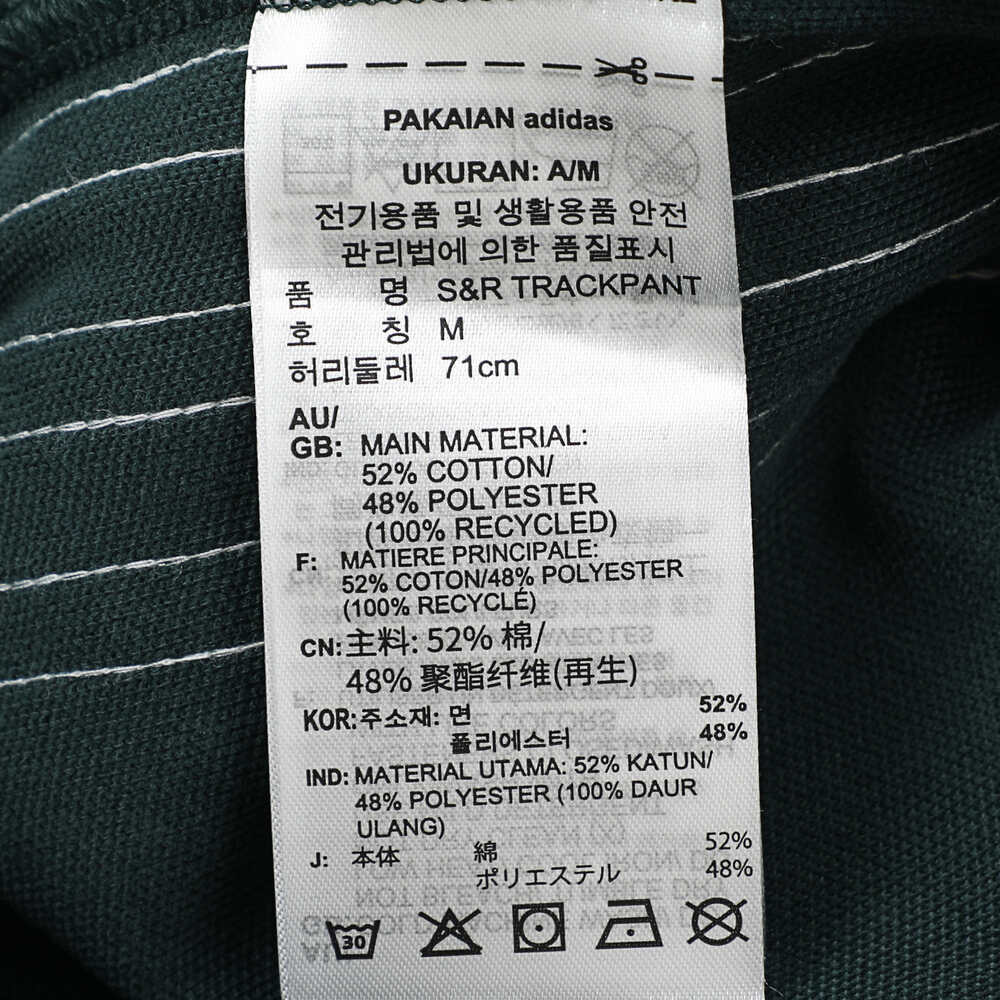 PAKAIAN adidas
UKURAN: A/M
전기용품 및 생활용품 안전
관리법에 의한 품질표시
품 명 S&R TRACKPANT
호 칭 M
허리둘레 71cm
AU/
GB: MAIN MATERIAL:
52% COTTON/
48% POLYESTER
(100% RECYCLED)
F: MATIERE PRINCIPALE:
52% COTON/48% POLYESTER
(100% RECYCLÉ)
CN: 主料: 52% 棉/
48% 聚酯纤维(再生)
KOR: 주소재: 면 52%
폴리에스터 48%
IND: MATERIAL UTAMA: 52% KATUN/
48% POLYESTER (100% DAUR
ULANG)
J: 本体 綿 52%
ポリエステル 48%
30